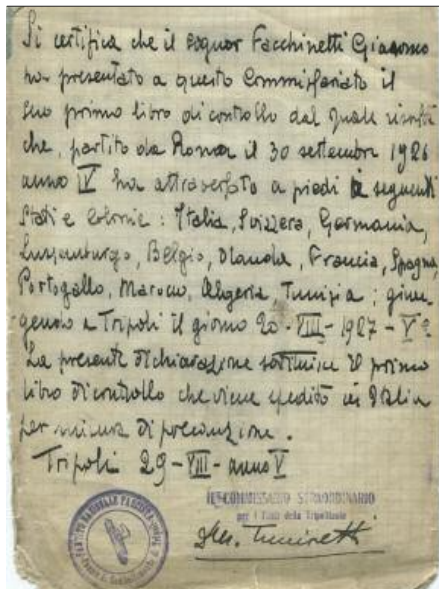 Si certifica che il signor Facchinetti Giacomo
ha presentato a questo Commissariato il
suo primo libro di controllo dal quale risulta
che, partito da Roma il 30 settembre 1926
anno IV ha attraversato a piedi i seguenti
Stati e colonie: Italia, Svizzera, Germania,
Lussemburgo, Belgio, Olanda, Francia, Spagna
Portogallo, Marocco, Algeria, Tunisia; giun-
gendo a Tripoli il giorno 20-VIII-1927-V°
La presente dichiarazione sostituisce il primo
libro di controllo che viene spedito in Italia
per misura di precauzione.
Tripoli 29-VIII-anno V
IL COMMISSARIO STRAORDINARIO
per i Fasci della Tripolitania
PARTITO NAZIONALE FASCISTA